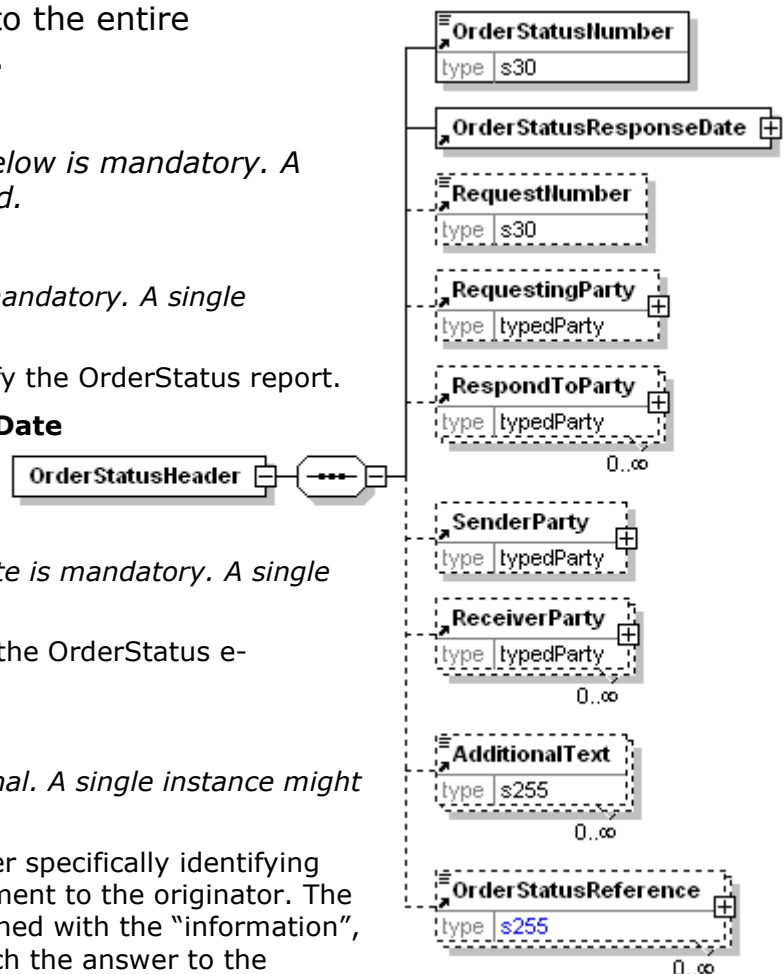 to the entire
.
elow is mandatory. A
d.
mandatory. A single
fy the OrderStatus report.
Date
te is mandatory. A single
the OrderStatus e-
nal. A single instance might
er specifically identifying
ment to the originator. The
ned with the “information”,
ch the answer to the
OrderStatusHeader
OrderStatusNumber
type s30
OrderStatusResponseDate
RequestNumber
type s30
RequestingParty
type typedParty
RespondToParty
type typedParty
0..∞
SenderParty
type typedParty
ReceiverParty
type typedParty
0..∞
AdditionalText
type s255
0..∞
OrderStatusReference
type s255
0..∞